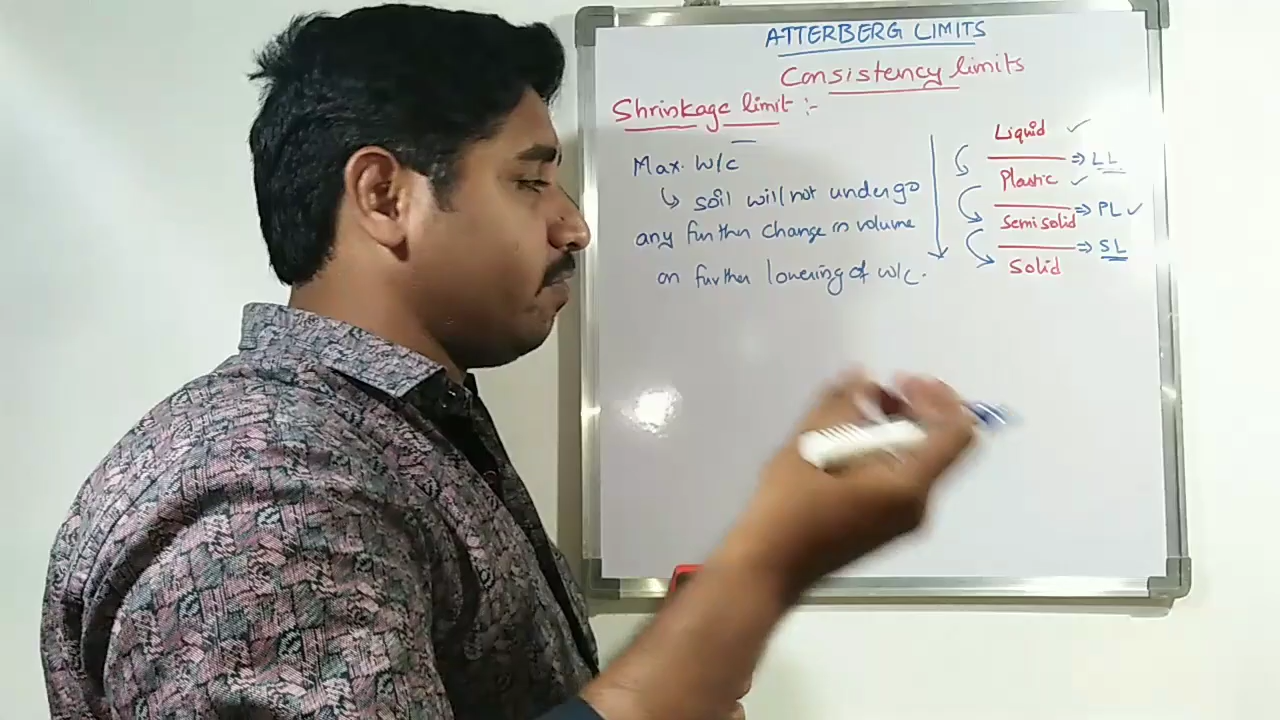 ATTERBERG LIMITS
Consistency limits
Shrinkage limit :-
Max. W/c
↳ soil will not undergo
any further change in volume
on further lowering of w/c.
Liquid ✓
⇒ LL
Plastic ✓
⇒ PL ✓
Semi solid
⇒ SL
Solid